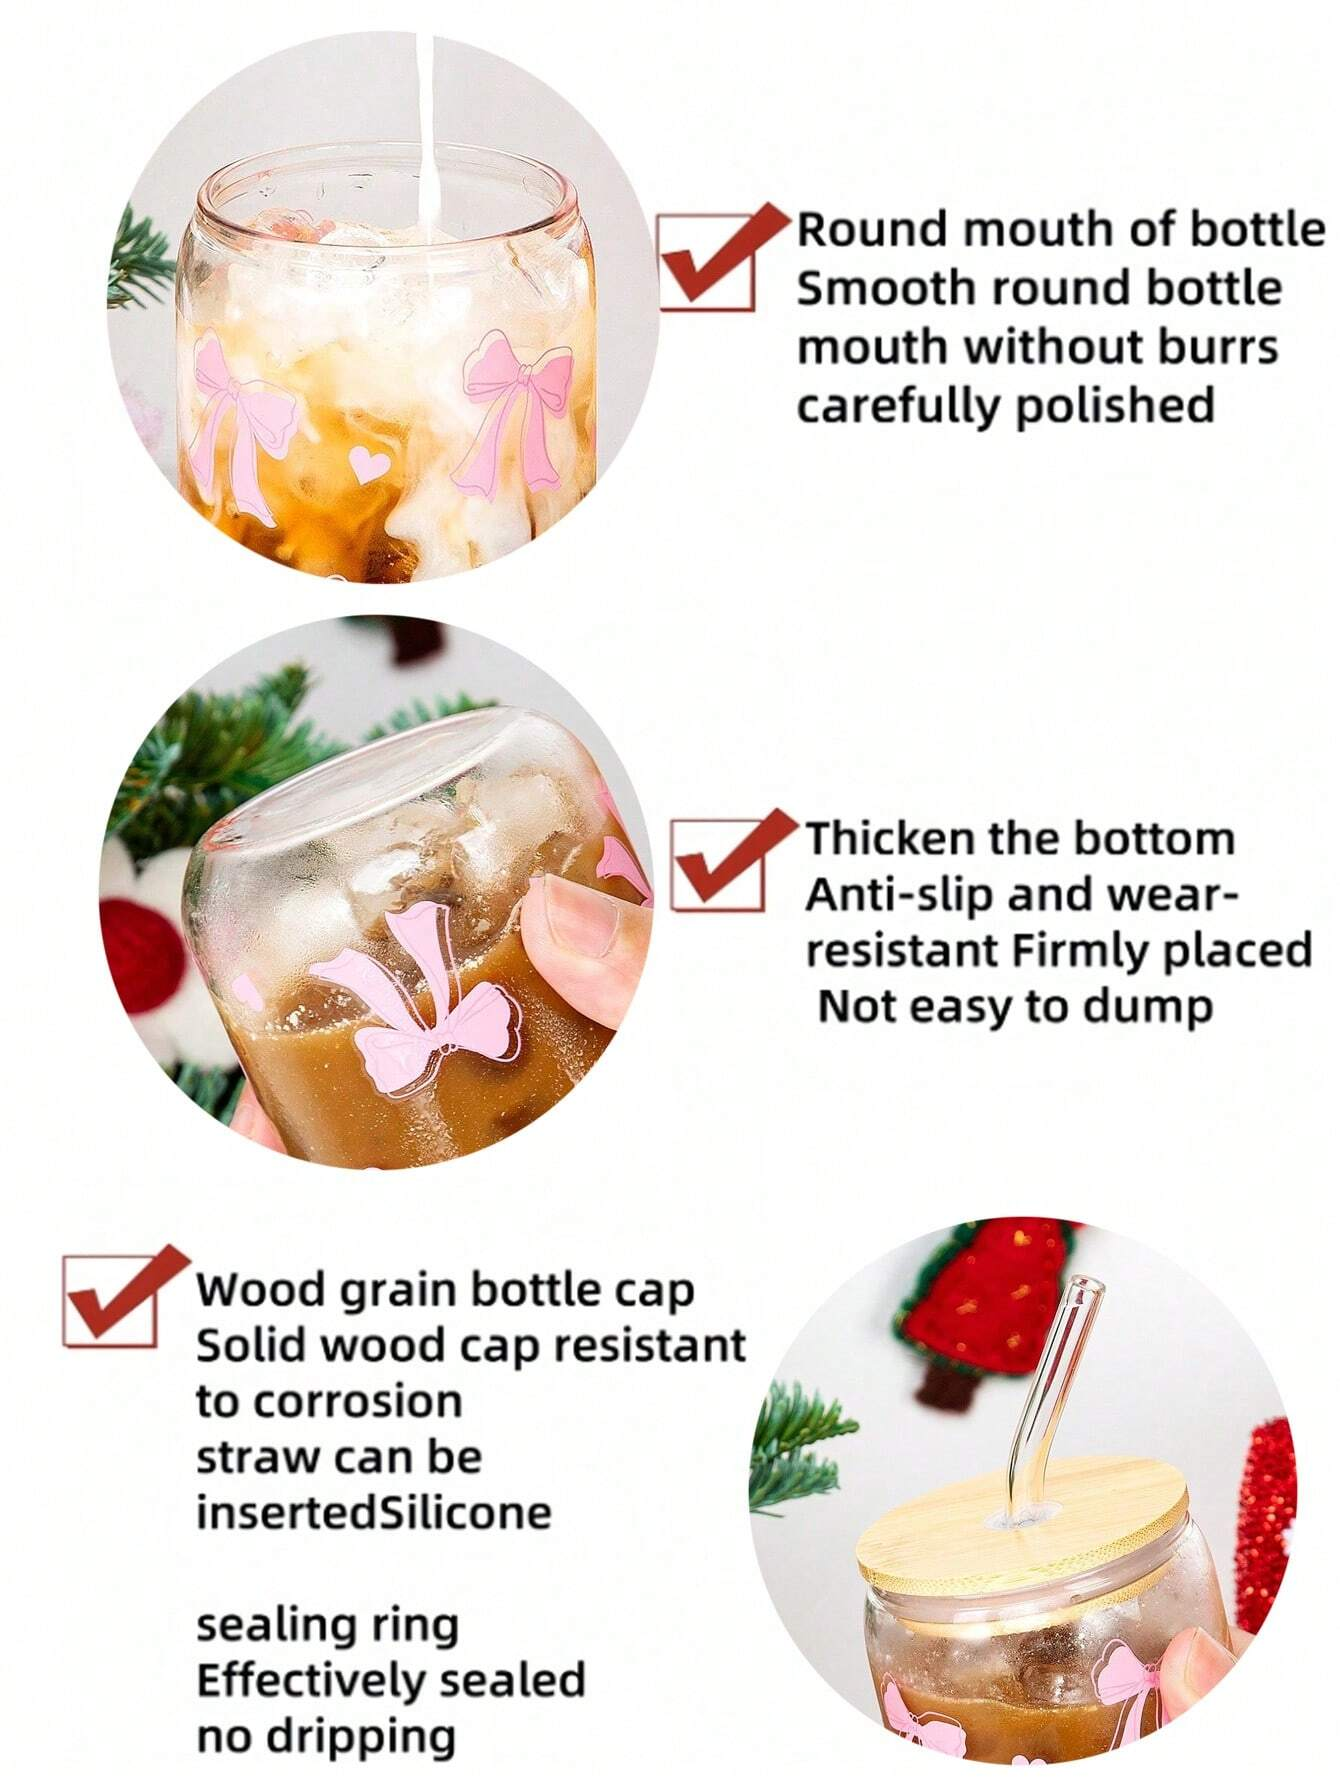 Round mouth of bottle
Smooth round bottle
mouth without burrs
carefully polished
Thicken the bottom
Anti-slip and wear-
resistant Firmly placed
Not easy to dump
Wood grain bottle cap
Solid wood cap resistant
to corrosion
straw can be
insertedSilicone
sealing ring
Effectively sealed
no dripping